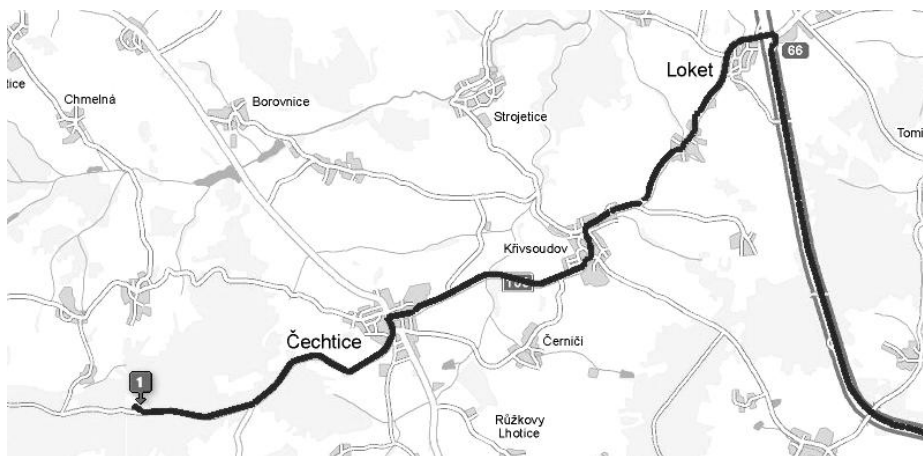 66
Loket
Chmelná
Borovnice
Strojetice
Křivsoudov
Čechtice
Černičí
1
Růžkovy
Lhotice